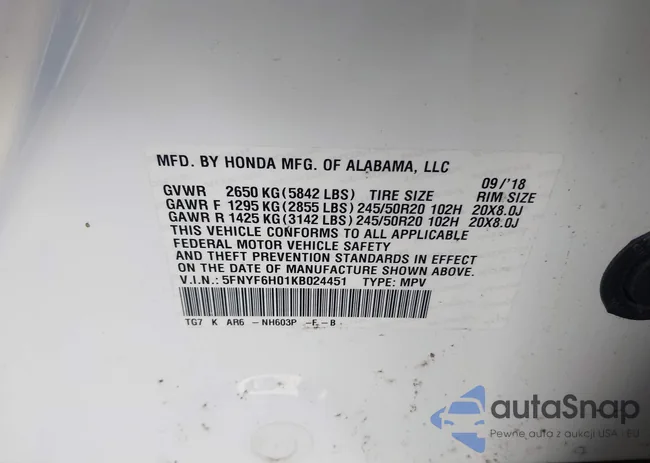 MFD. BY HONDA MFG. OF ALABAMA, LLC
09/'18
GVWR 2650 KG (5842 LBS) TIRE SIZE RIM SIZE
GAWR F 1295 KG (2855 LBS) 245/50R20 102H 20X8.0J
GAWR R 1425 KG (3142 LBS) 245/50R20 102H 20X8.0J
THIS VEHICLE CONFORMS TO ALL APPLICABLE
FEDERAL MOTOR VEHICLE SAFETY
AND THEFT PREVENTION STANDARDS IN EFFECT
ON THE DATE OF MANUFACTURE SHOWN ABOVE.
V.I.N.: 5FNYF6H01KB024451 TYPE: MPV
TG7 K AR6 -NH603P -F-B
autoSnap
Pewne auta z aukcji USA - EU